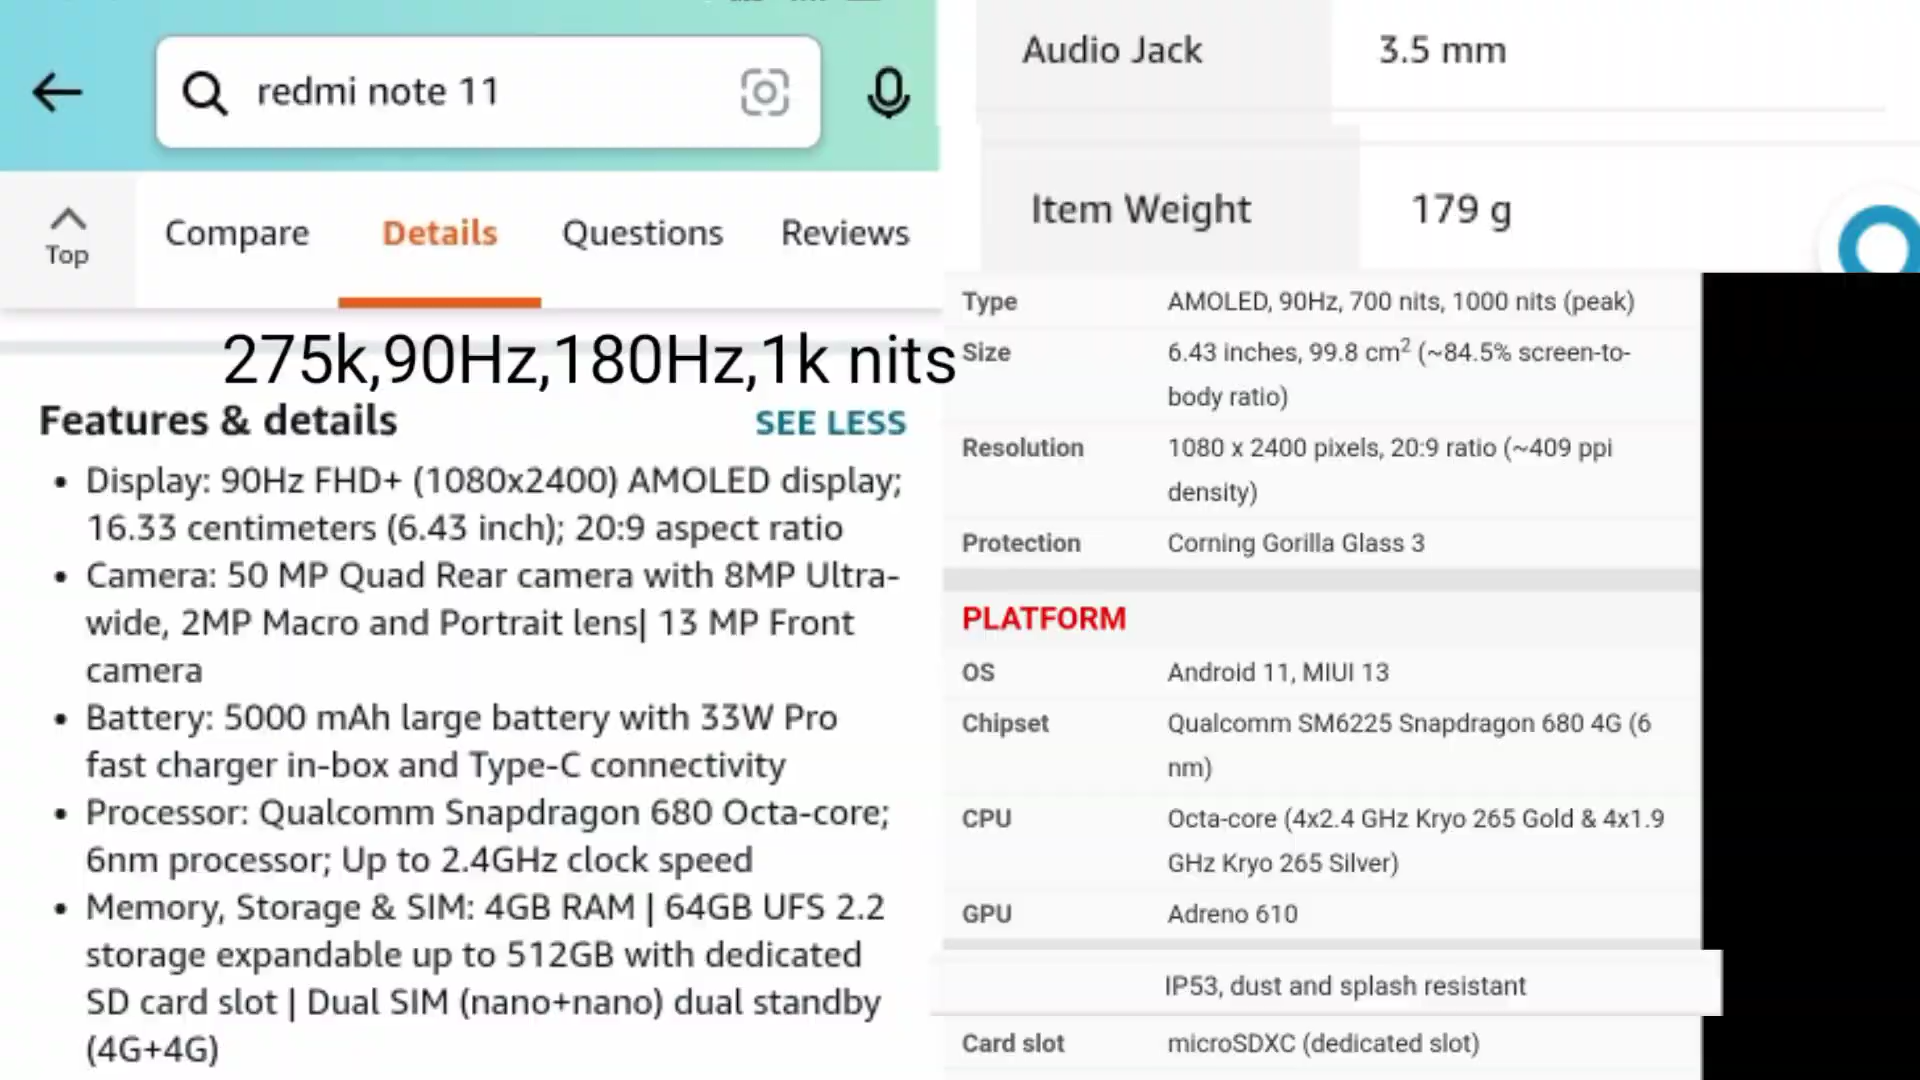 redmi note 11
Top
Compare
Details
Questions
Reviews
275k,90Hz,180Hz,1k nits
Features & details
SEE LESS
• Display: 90Hz FHD+ (1080x2400) AMOLED display;
16.33 centimeters (6.43 inch); 20:9 aspect ratio
• Camera: 50 MP Quad Rear camera with 8MP Ultra-
wide, 2MP Macro and Portrait lens| 13 MP Front
camera
• Battery: 5000 mAh large battery with 33W Pro
fast charger in-box and Type-C connectivity
• Processor: Qualcomm Snapdragon 680 Octa-core;
6nm processor; Up to 2.4GHz clock speed
• Memory, Storage & SIM: 4GB RAM | 64GB UFS 2.2
storage expandable up to 512GB with dedicated
SD card slot | Dual SIM (nano+nano) dual standby
(4G+4G)
Audio Jack 3.5 mm
Item Weight 179 g
Type AMOLED, 90Hz, 700 nits, 1000 nits (peak)
Size 6.43 inches, 99.8 cm² (~84.5% screen-to-
body ratio)
Resolution 1080 x 2400 pixels, 20:9 ratio (~409 ppi
density)
Protection Corning Gorilla Glass 3
PLATFORM
OS Android 11, MIUI 13
Chipset Qualcomm SM6225 Snapdragon 680 4G (6
nm)
CPU Octa-core (4x2.4 GHz Kryo 265 Gold & 4x1.9
GHz Kryo 265 Silver)
GPU Adreno 610
IP53, dust and splash resistant
Card slot microSDXC (dedicated slot)